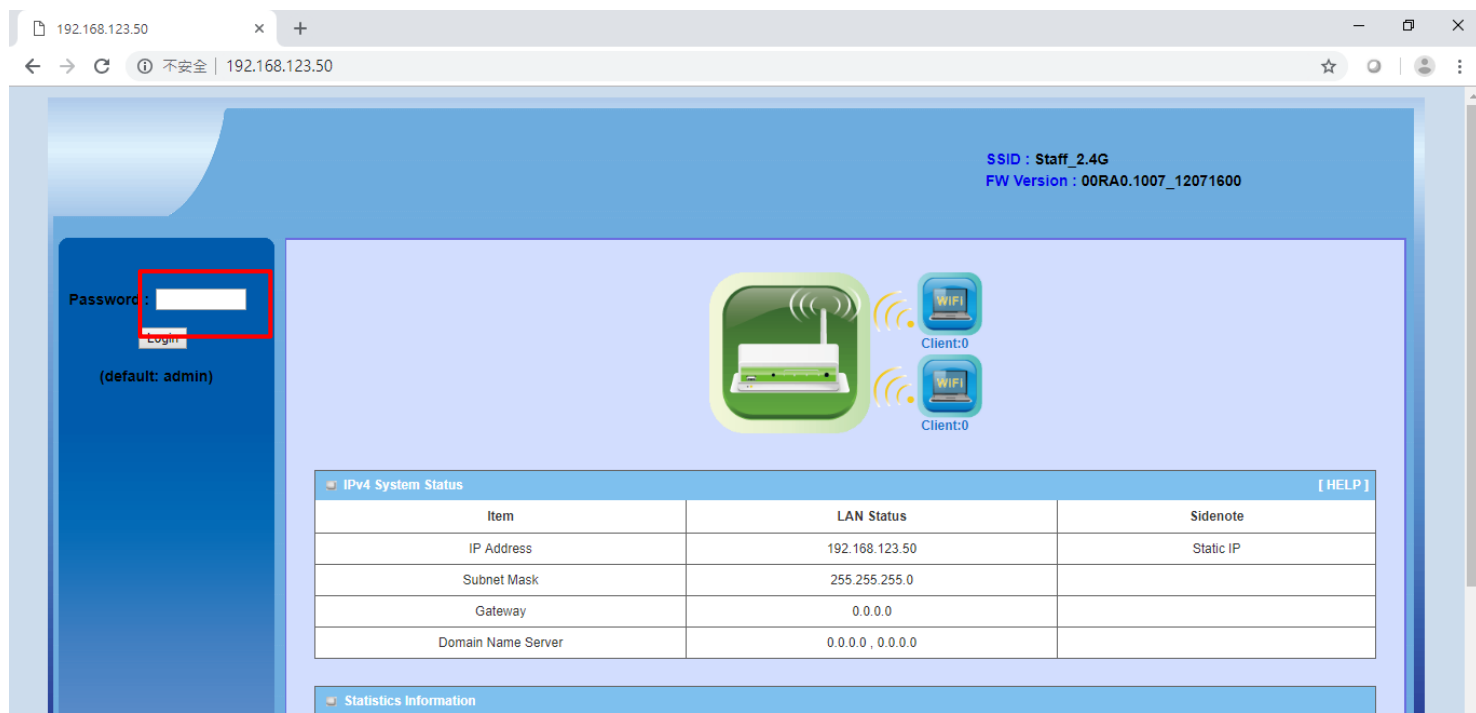 192.168.123.50
不安全 | 192.168.123.50
SSID : Staff_2.4G
FW Version : 00RA0.1007_12071600
Password :
Login
(default: admin)
WIFI
Client:0
WIFI
Client:0
IPv4 System Status [ HELP ]
Item LAN Status Sidenote
IP Address 192.168.123.50 Static IP
Subnet Mask 255.255.255.0
Gateway 0.0.0.0
Domain Name Server 0.0.0.0 , 0.0.0.0
Statistics Information